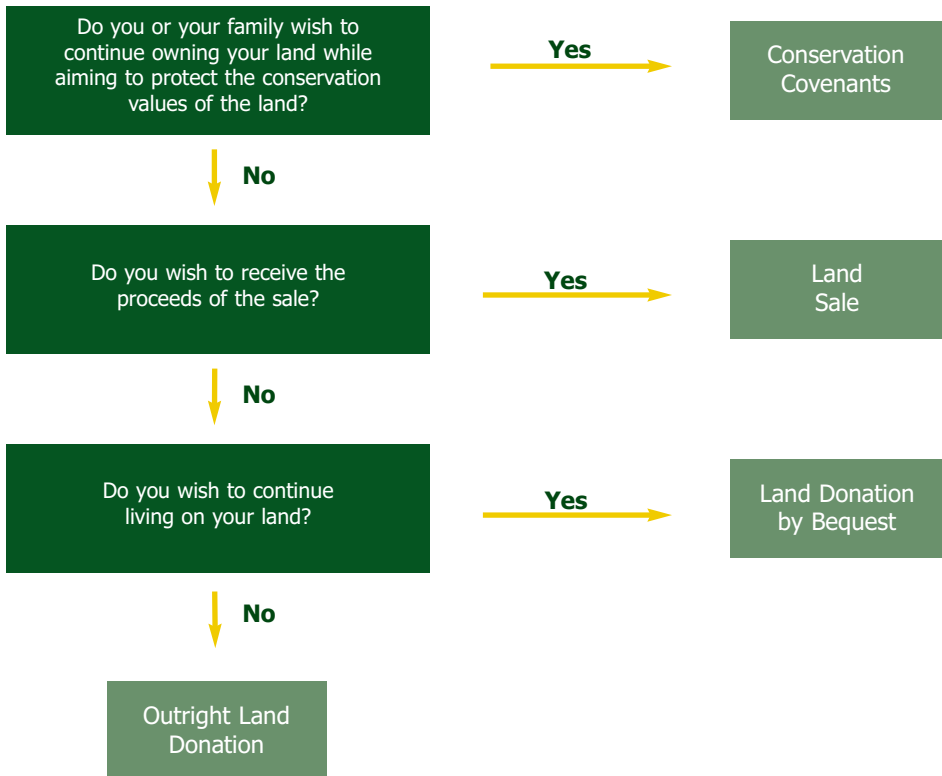 Do you or your family wish to
continue owning your land while
aiming to protect the conservation
values of the land?
Yes
Conservation
Covenants
No
Do you wish to receive the
proceeds of the sale?
Yes
Land
Sale
No
Do you wish to continue
living on your land?
Yes
Land Donation
by Bequest
No
Outright Land
Donation